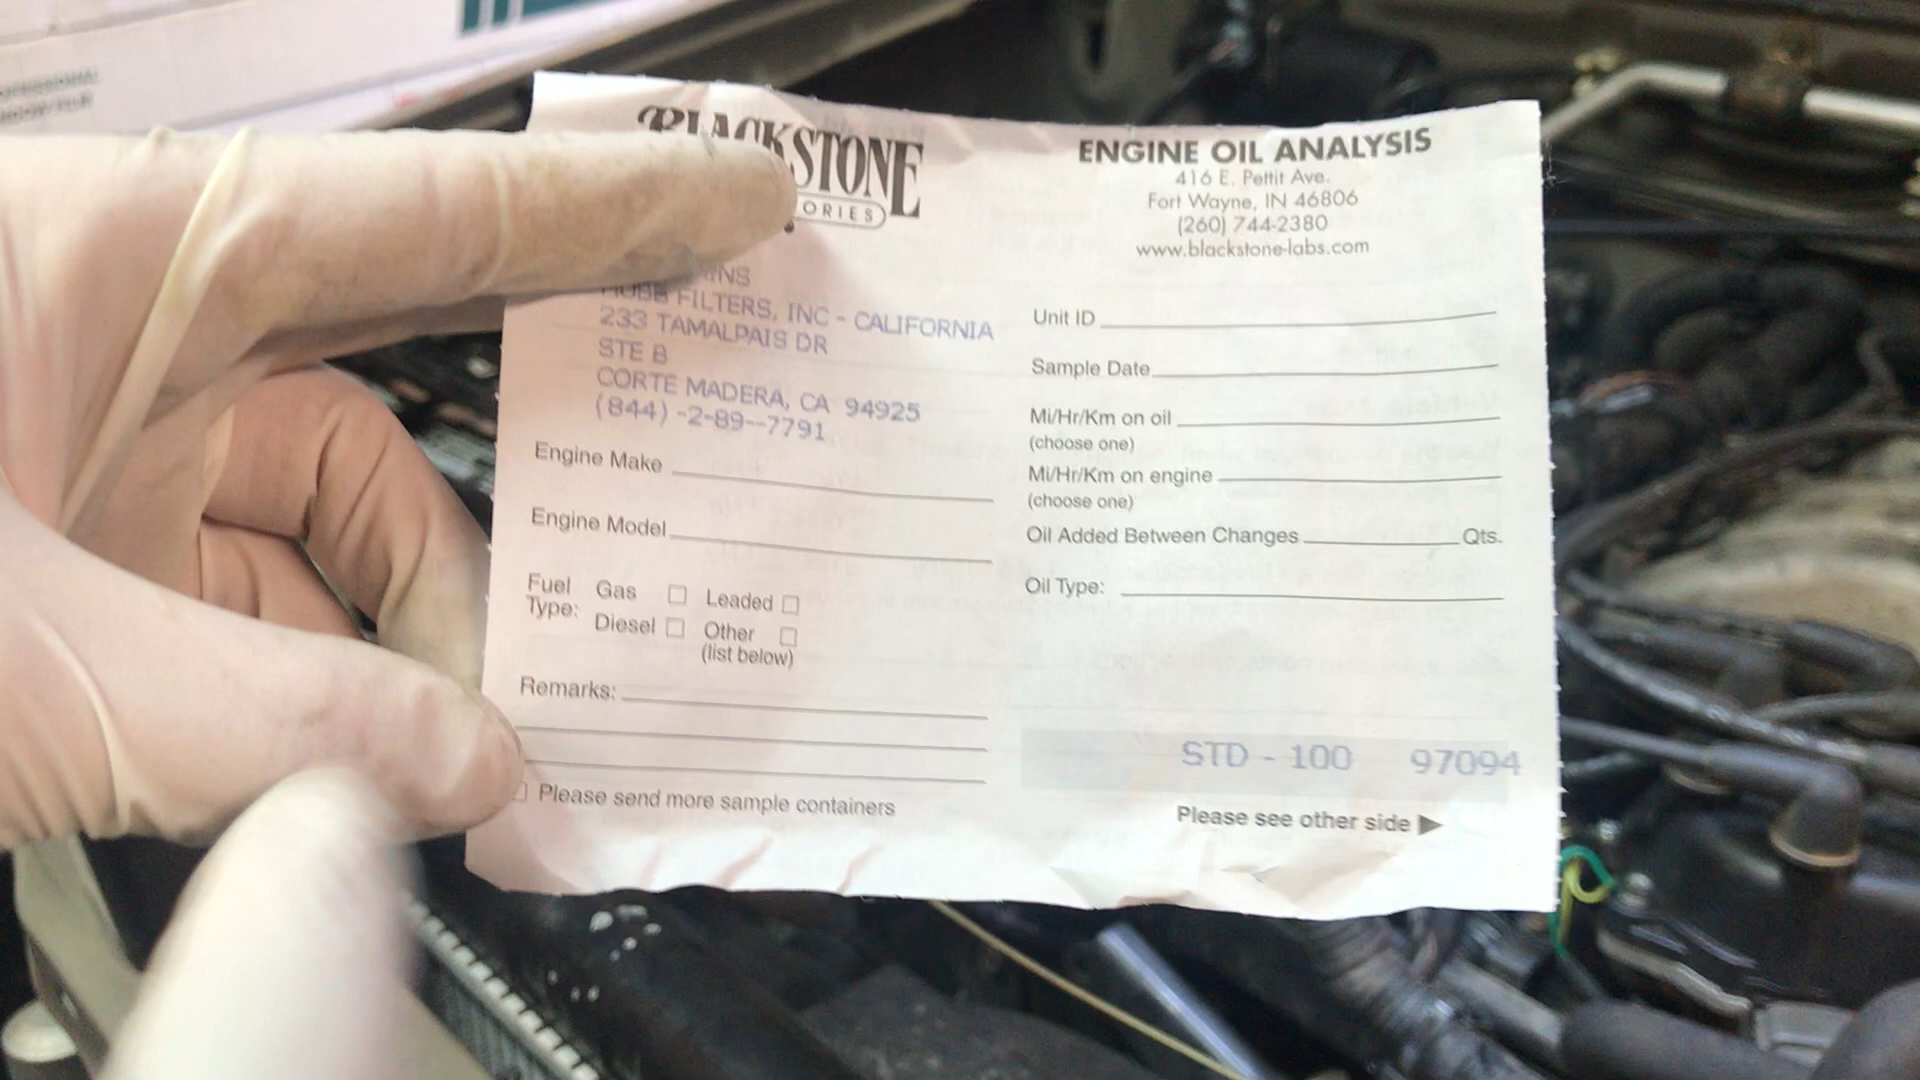 BLACKSTONE
ORIES
ENGINE OIL ANALYSIS
416 E. Pettit Ave.
Fort Wayne, IN 46806
(260) 744-2380
www.blackstone-labs.com
HUBB FILTERS, INC - CALIFORNIA
233 TAMALPAIS DR
STE B
CORTE MADERA, CA 94925
(844) -2-89--7791
Engine Make
Engine Model
Fuel Type: Gas Leaded
Diesel Other
(list below)
Remarks:
Please send more sample containers
Unit ID
Sample Date
Mi/Hr/Km on oil
(choose one)
Mi/Hr/Km on engine
(choose one)
Oil Added Between Changes Qts.
Oil Type:
STD - 100 97094
Please see other side ▶